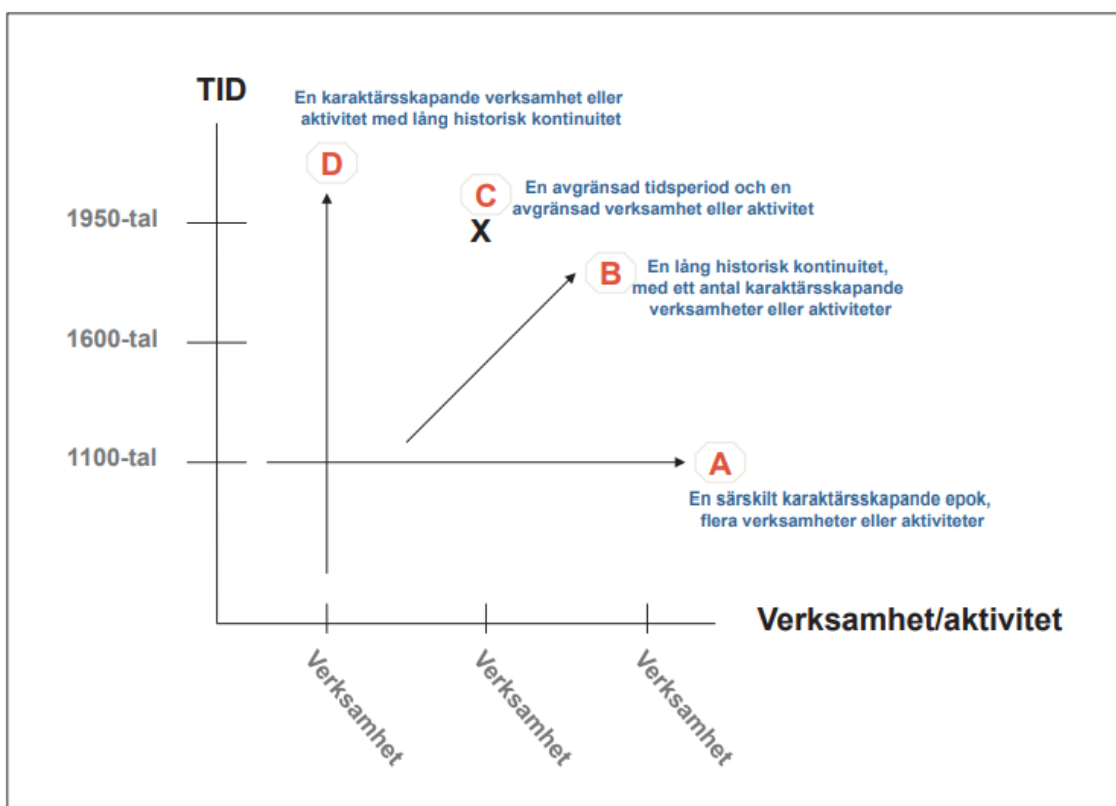 TID
En karaktärsskapande verksamhet eller
aktivitet med lång historisk kontinuitet
D
C
En avgränsad tidsperiod och en
avgränsad verksamhet eller aktivitet
1950-tal
X
B
En lång historisk kontinuitet,
med ett antal karaktärsskapande
verksamheter eller aktiviteter
1600-tal
1100-tal
A
En särskilt karaktärsskapande epok,
flera verksamheter eller aktiviteter
Verksamhet/aktivitet
Verksamhet
Verksamhet
Verksamhet